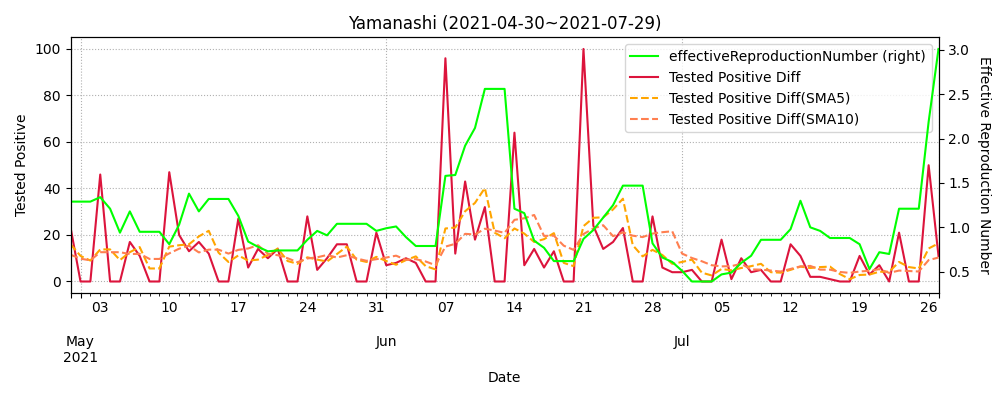 Yamanashi (2021-04-30~2021-07-29)
effectiveReproductionNumber (right)
Tested Positive Diff
Tested Positive Diff(SMA5)
Tested Positive Diff(SMA10)
Tested Positive
100
80
60
40
20
0
3.0
2.5
2.0
1.5
1.0
0.5
Effective Reproduction Number
03 10 17 24 31 07 14 21 28 05 12 19 26
May Jun Jul
2021
Date